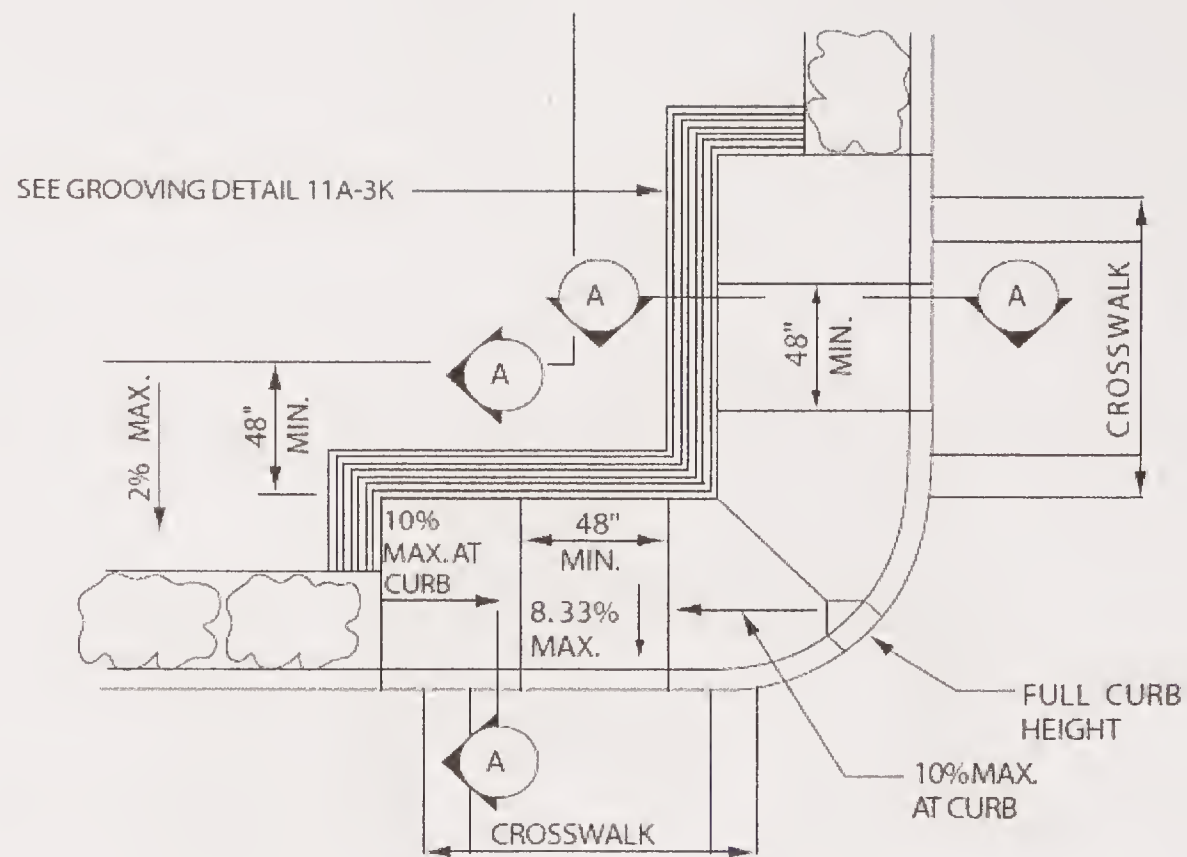 SEE GROOVING DETAIL 11A-3K
A
A
A
48"
MIN.
CROSSWALK
2% MAX.
48"
MIN.
10%
MAX. AT
CURB
48"
MIN.
8.33%
MAX.
FULL CURB
HEIGHT
10% MAX.
AT CURB
A
CROSSWALK